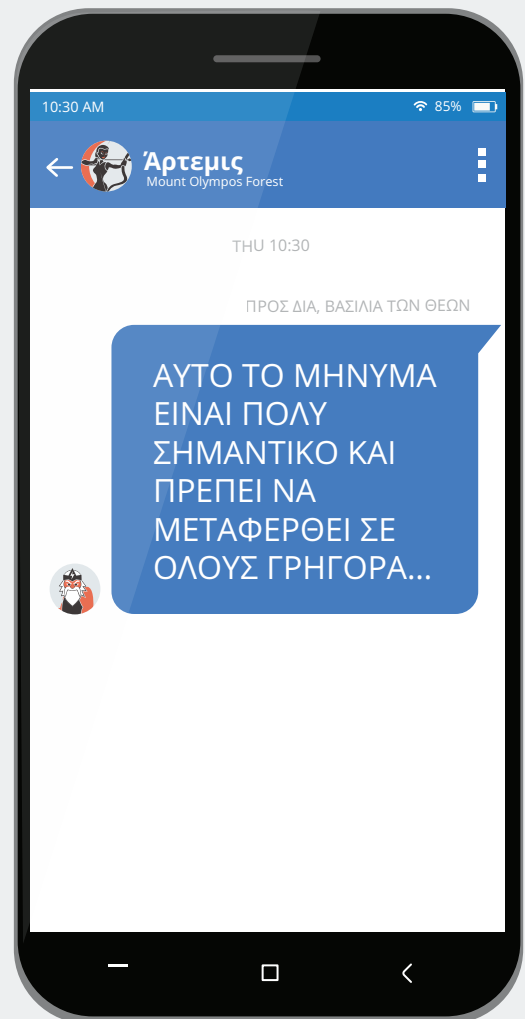 10:30 AM 85%
Άρτεμις
Mount Olympos Forest
THU 10:30
ΠΡΟΣ ΔΙΑ, ΒΑΣΙΛΙΑ ΤΩΝ ΘΕΩΝ
ΑΥΤΟ ΤΟ ΜΗΝΥΜΑ
ΕΙΝΑΙ ΠΟΛΥ
ΣΗΜΑΝΤΙΚΟ ΚΑΙ
ΠΡΕΠΕΙ ΝΑ
ΜΕΤΑΦΕΡΘΕΙ ΣΕ
ΟΛΟΥΣ ΓΡΗΓΟΡΑ...